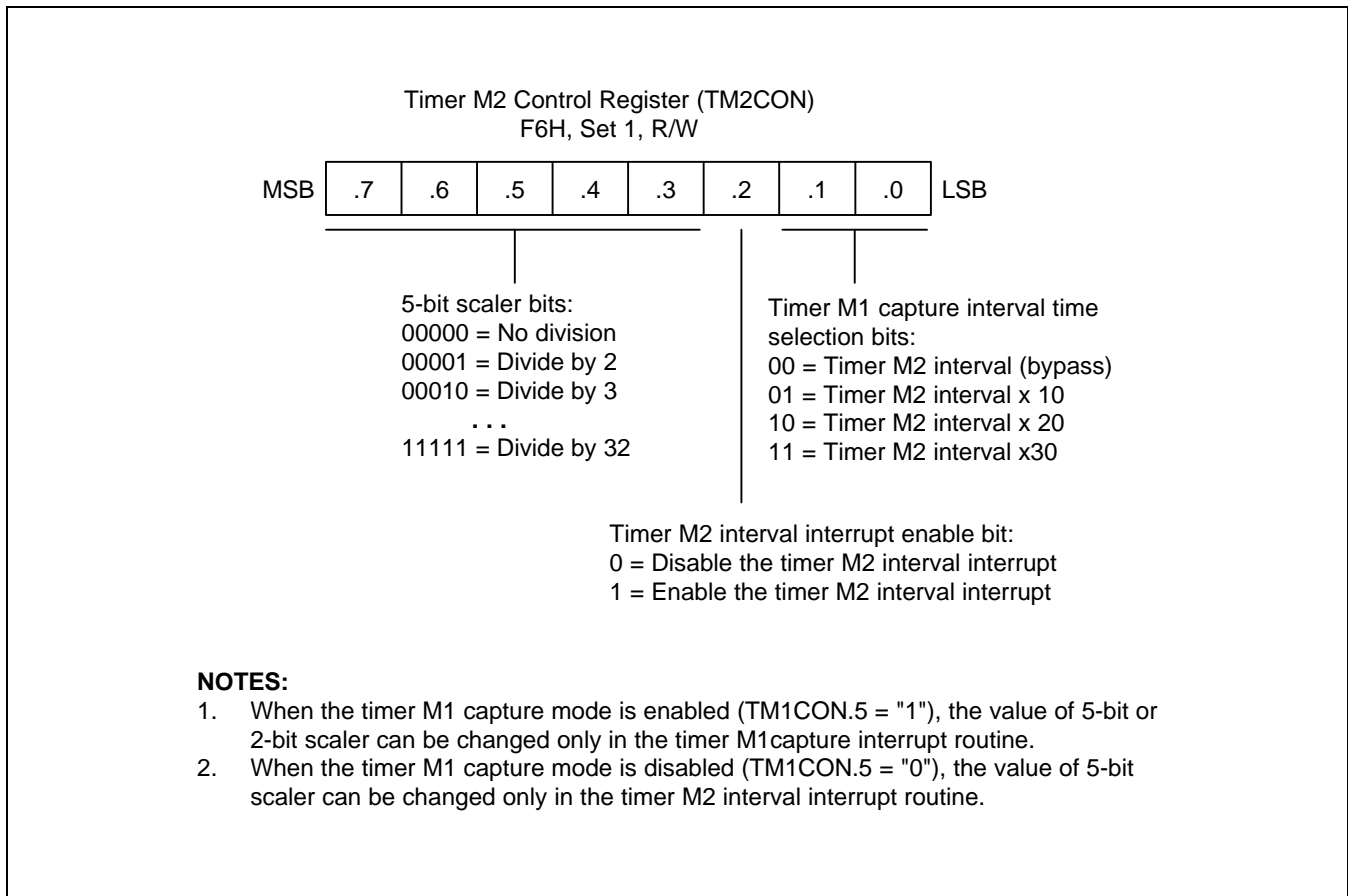 Timer M2 Control Register (TM2CON)
F6H, Set 1, R/W
MSB .7 .6 .5 .4 .3 .2 .1 .0 LSB
5-bit scaler bits:
00000 = No division
00001 = Divide by 2
00010 = Divide by 3
. . .
11111 = Divide by 32
Timer M1 capture interval time
selection bits:
00 = Timer M2 interval (bypass)
01 = Timer M2 interval x 10
10 = Timer M2 interval x 20
11 = Timer M2 interval x30
Timer M2 interval interrupt enable bit:
0 = Disable the timer M2 interval interrupt
1 = Enable the timer M2 interval interrupt
NOTES:
1. When the timer M1 capture mode is enabled (TM1CON.5 = "1"), the value of 5-bit or
2-bit scaler can be changed only in the timer M1capture interrupt routine.
2. When the timer M1 capture mode is disabled (TM1CON.5 = "0"), the value of 5-bit
scaler can be changed only in the timer M2 interval interrupt routine.